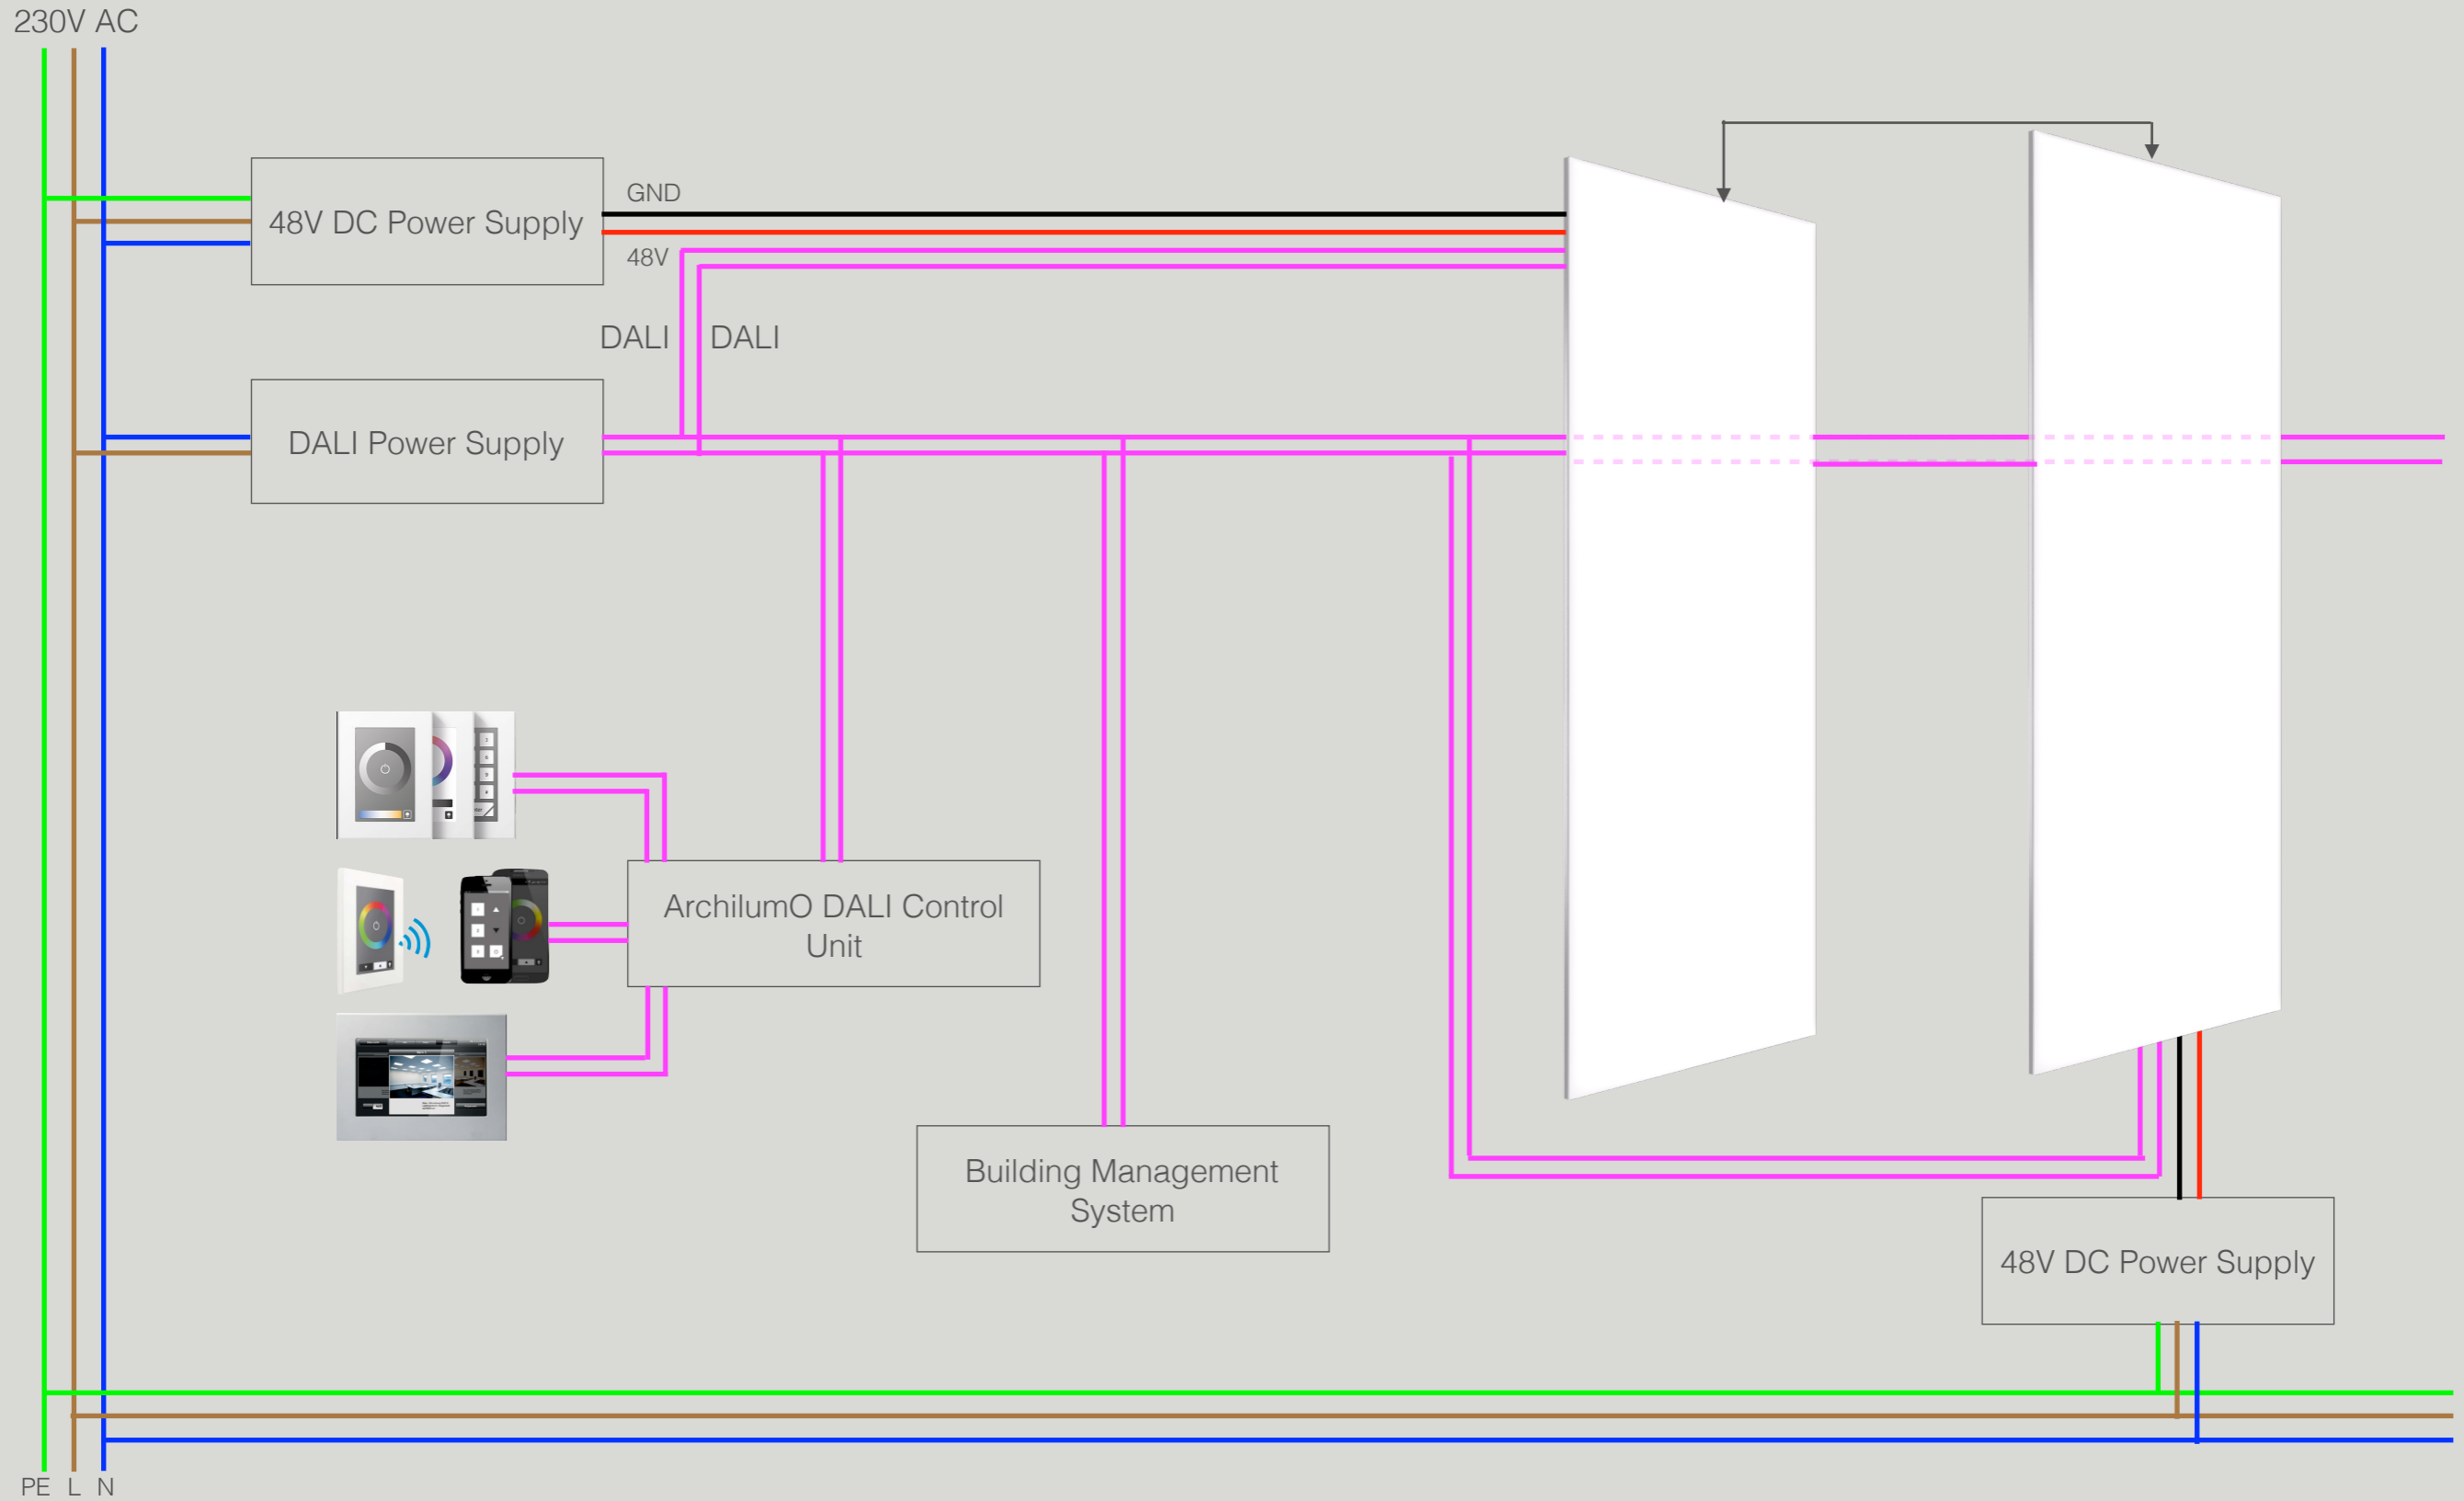 230V AC
GND
48V DC Power Supply
48V
DALI
DALI
DALI Power Supply
ArchilumO DALI Control
Unit
Building Management
System
48V DC Power Supply
PE L N